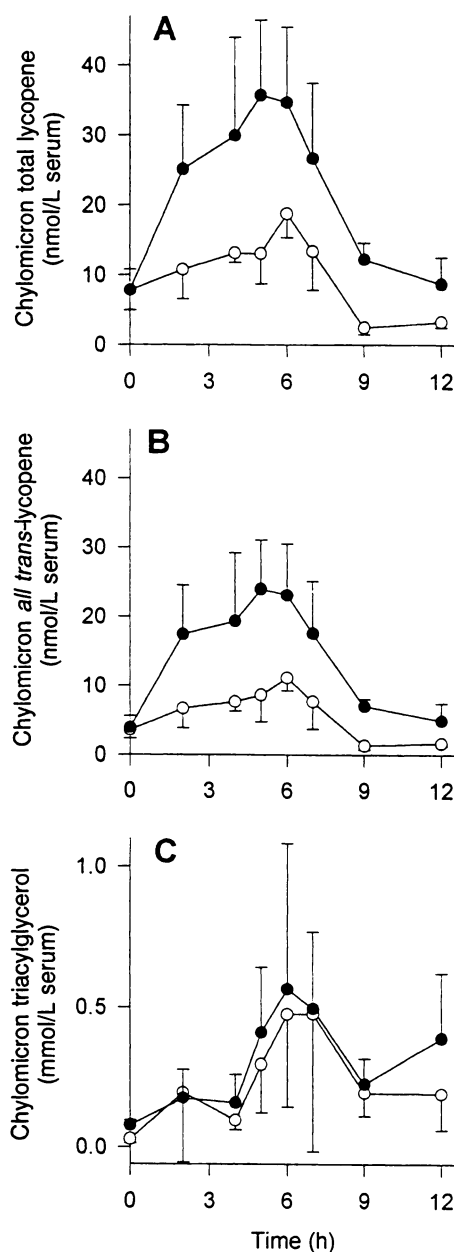 A
Chylomicron total lycopene
(nmol/L serum)
40
30
20
10
0
0 3 6 9 12
B
Chylomicron all trans-lycopene
(nmol/L serum)
40
30
20
10
0
0 3 6 9 12
C
Chylomicron triacylglycerol
(mmol/L serum)
1.0
0.5
0.0
0 3 6 9 12
Time (h)